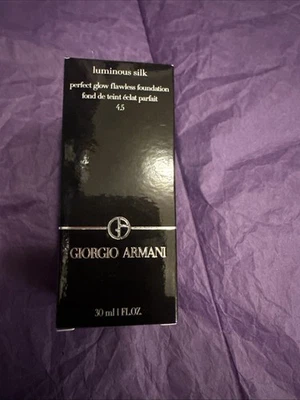 luminous silk
perfect glow flawless foundation
fond de teint éclat parfait
4.5
GIORGIO ARMANI
30 ml 1 FL.OZ.